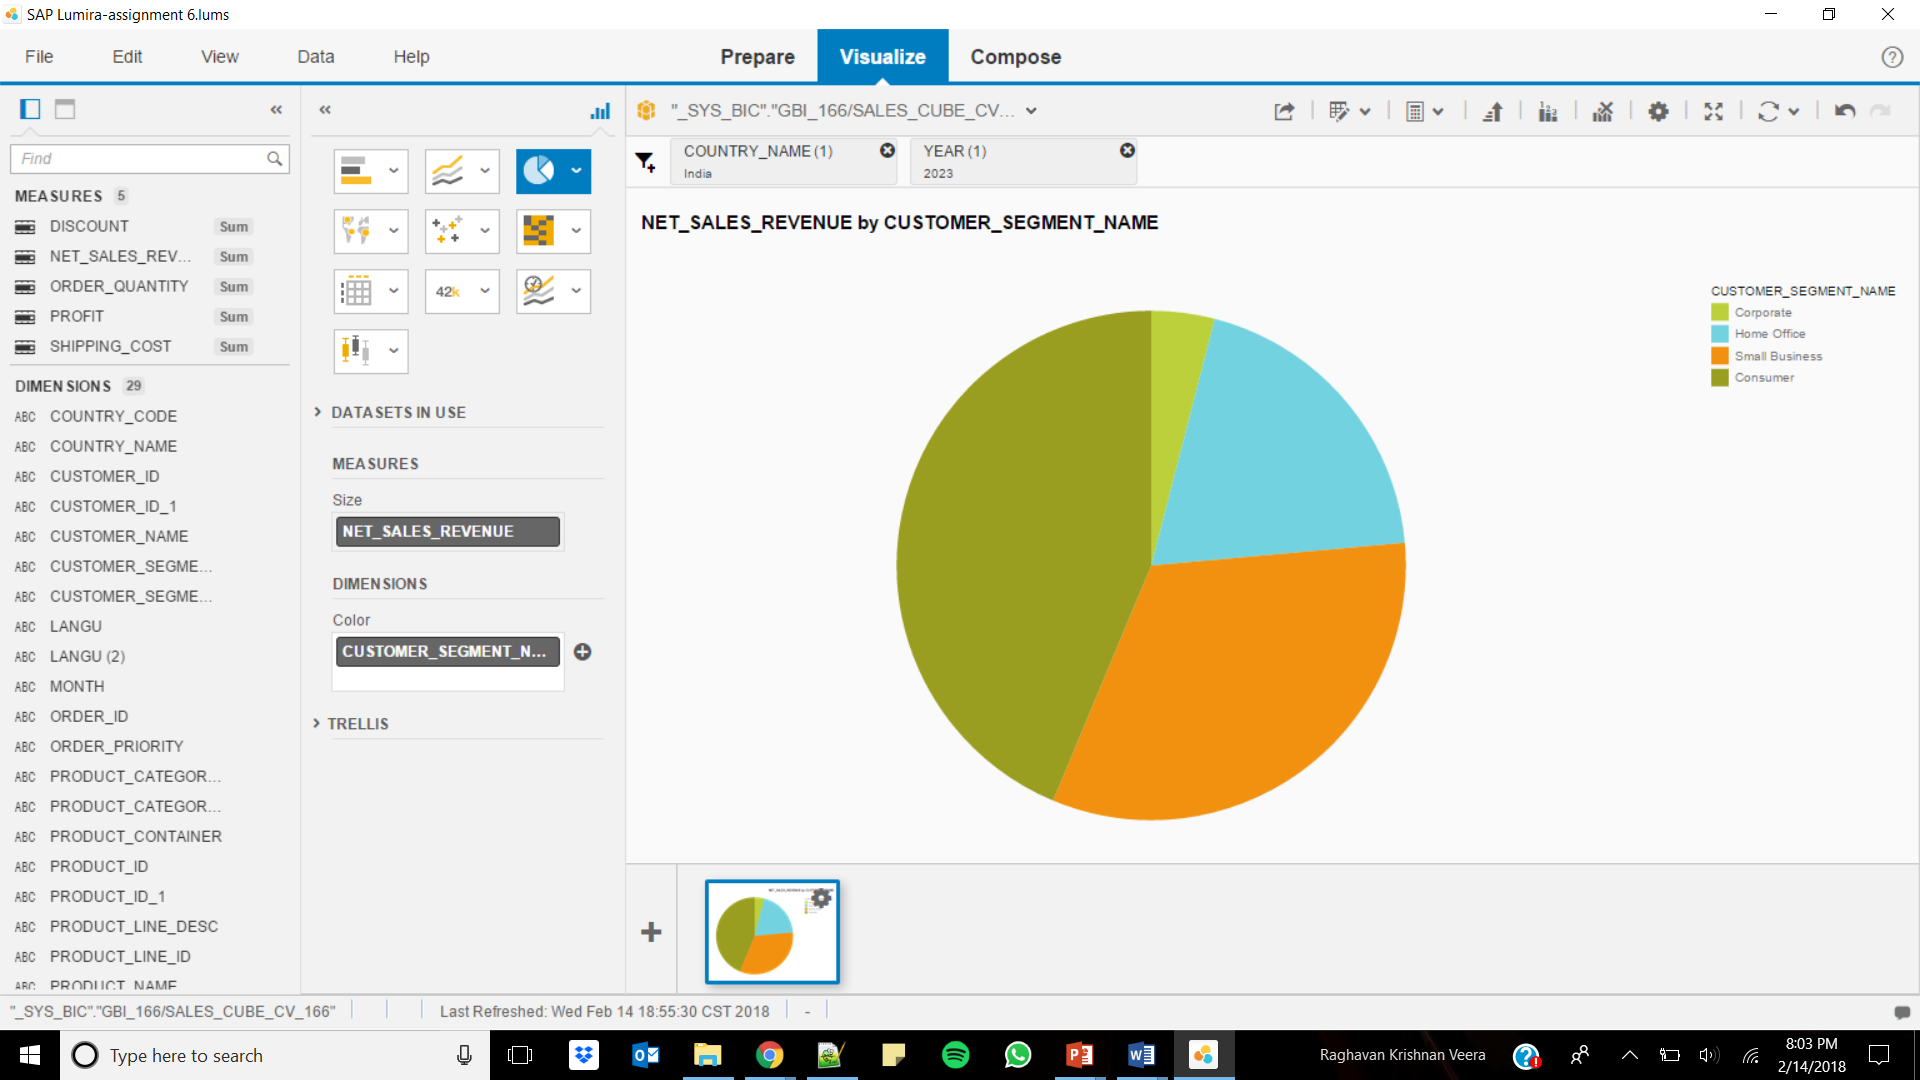 SAP Lumira-assignment 6.lums
File Edit View Data Help
Prepare Visualize Compose
Find
MEASURES 5
DISCOUNT Sum
NET_SALES_REV... Sum
ORDER_QUANTITY Sum
PROFIT Sum
SHIPPING_COST Sum
DIMENSIONS 29
ABC COUNTRY_CODE
ABC COUNTRY_NAME
ABC CUSTOMER_ID
ABC CUSTOMER_ID_1
ABC CUSTOMER_NAME
ABC CUSTOMER_SEGME...
ABC CUSTOMER_SEGME...
ABC LANGU
ABC LANGU (2)
ABC MONTH
ABC ORDER_ID
ABC ORDER_PRIORITY
ABC PRODUCT_CATEGOR...
ABC PRODUCT_CATEGOR...
ABC PRODUCT_CONTAINER
ABC PRODUCT_ID
ABC PRODUCT_ID_1
ABC PRODUCT_LINE_DESC
ABC PRODUCT_LINE_ID
ABC PRODUCT_NAME
42k
DATASETS IN USE
MEASURES
Size
NET_SALES_REVENUE
DIMENSIONS
Color
CUSTOMER_SEGMENT_N...
TRELLIS
"_SYS_BIC"."GBI_166/SALES_CUBE_CV...
COUNTRY_NAME (1)
India
YEAR (1)
2023
NET_SALES_REVENUE by CUSTOMER_SEGMENT_NAME
CUSTOMER_SEGMENT_NAME
Corporate
Home Office
Small Business
Consumer
"_SYS_BIC"."GBI_166/SALES_CUBE_CV_166"
Last Refreshed: Wed Feb 14 18:55:30 CST 2018
-
Type here to search
Raghavan Krishnan Veera
8:03 PM
2/14/2018